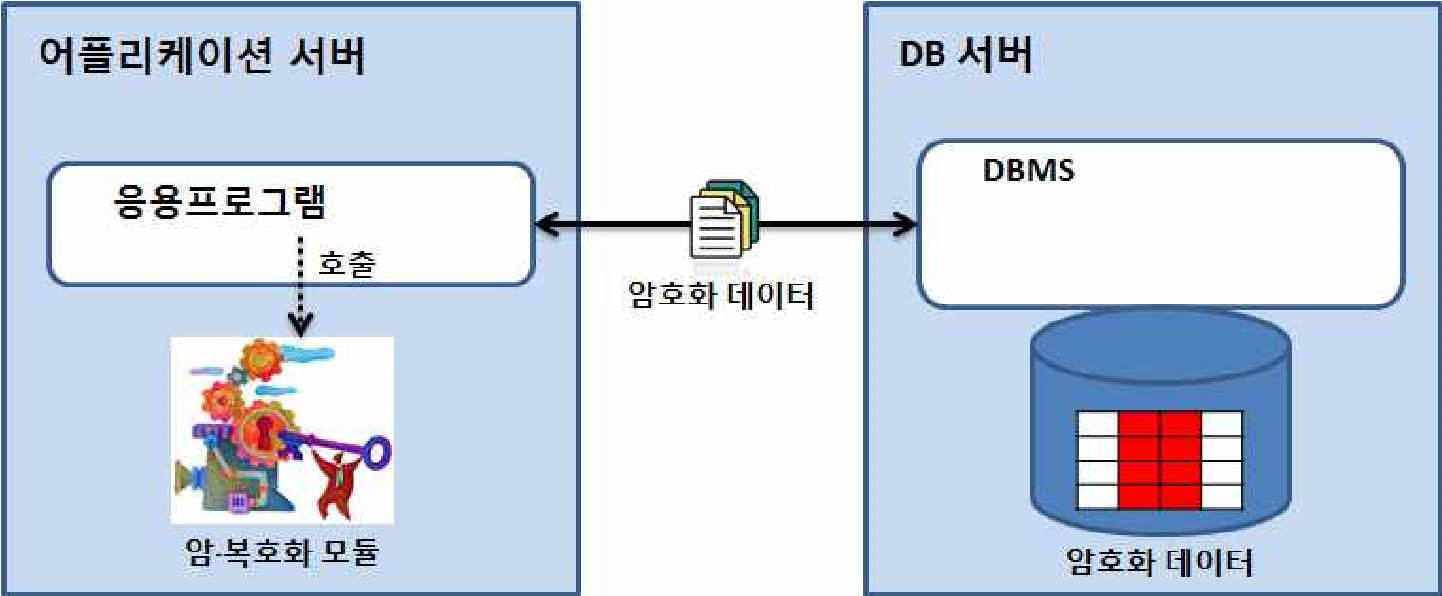 어플리케이션 서버
응용프로그램
호출
암-복호화 모듈
암호화 데이터
DB 서버
DBMS
암호화 데이터